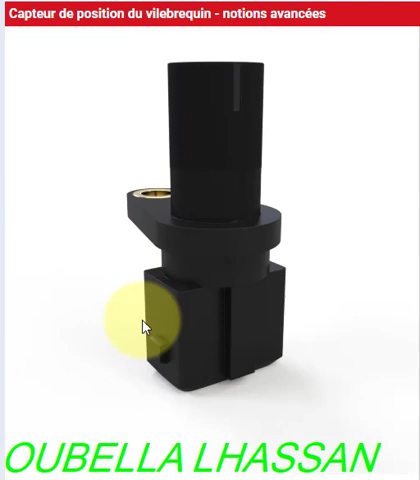 Capteur de position du vilebrequin - notions avancées
OUBELLA LHASSAN